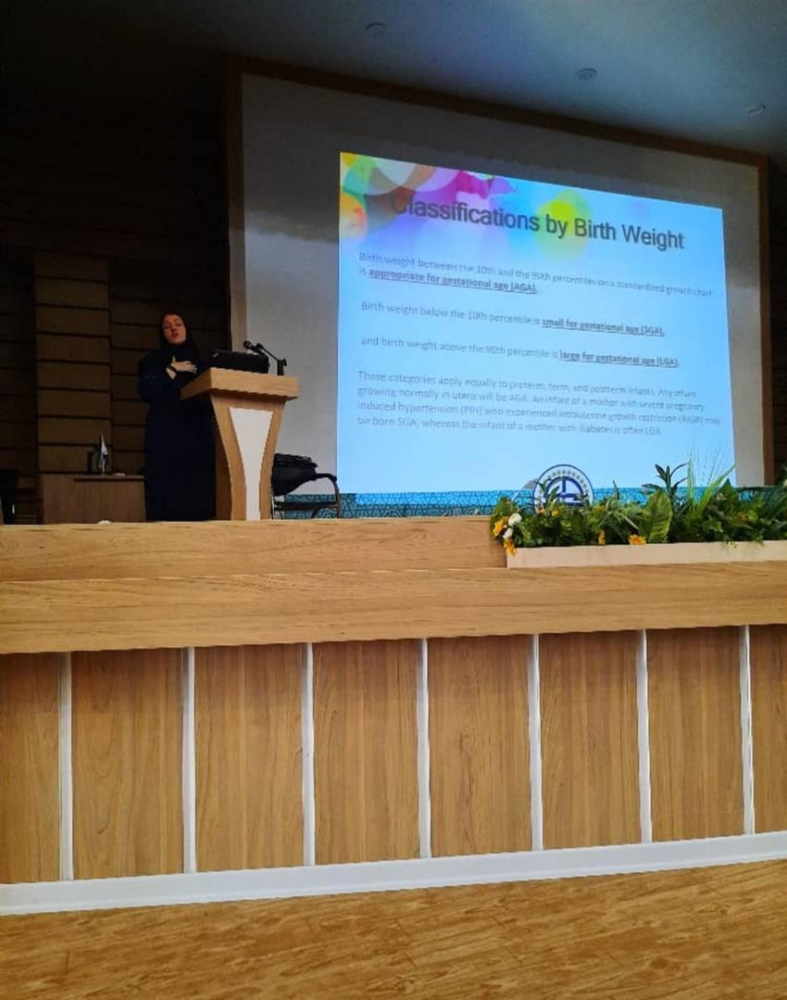 Classifications by Birth Weight
Birth weight between the 10th and the 90th percentiles on a standardized growth chart
is appropriate for gestational age (AGA),
Birth weight below the 10th percentile is small for gestational age (SGA),
and birth weight above the 90th percentile is large for gestational age (LGA).
These categories apply equally to preterm, term, and postterm infants. Any infant
growing normally in utero will be AGA. An infant of a mother with severe pregnancy
induced hypertension (PIH) who experienced intrauterine growth restriction (IUGR) may
be born SGA, whereas the infant of a mother with diabetes is often LGA.